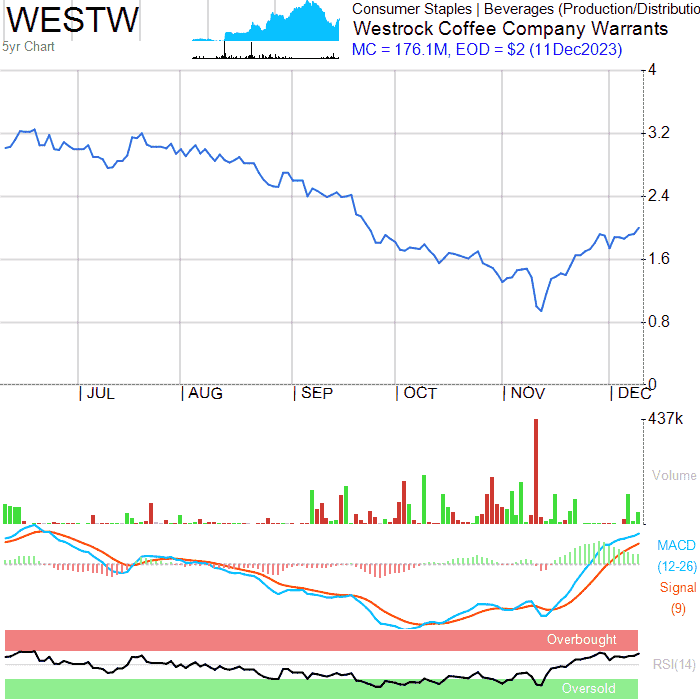 WESTW
5yr Chart
Consumer Staples | Beverages (Production/Distributio
Westrock Coffee Company Warrants
MC = 176.1M, EOD = $2 (11Dec2023)
4
3.2
2.4
1.6
0.8
0
| JUL | AUG | SEP | OCT | NOV | DEC
437k
Volume
MACD
(12-26)
Signal
(9)
Overbought
RSI(14)
Oversold